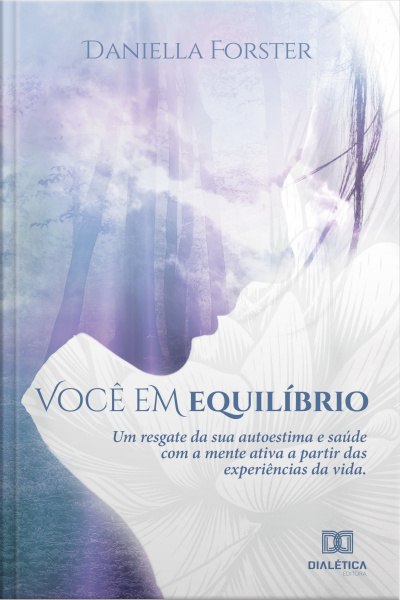 DANIELLA FORSTER
VOCÊ EM EQUILÍBRIO
Um resgate da sua autoestima e saúde
com a mente ativa a partir das
experiências da vida.
DIALÉTICA
EDITORA